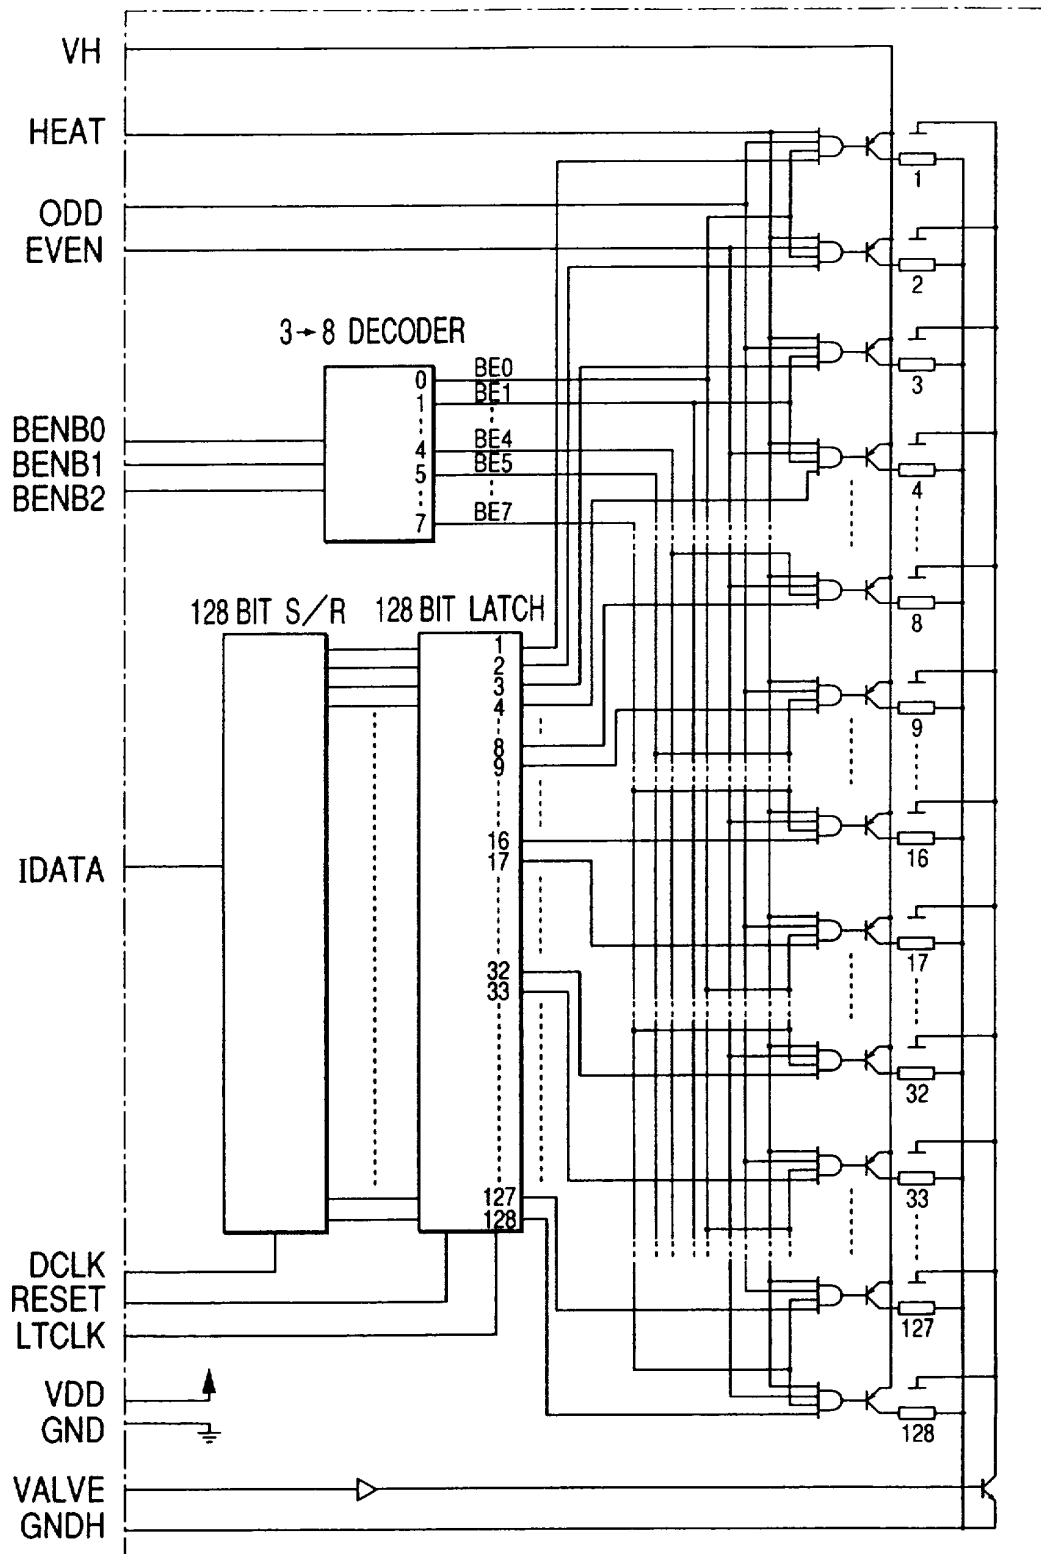 VH
HEAT
1
ODD
EVEN
2
3→8 DECODER
3
0 BE0
1 BE1
BENB0
4 BE4
BENB1
5 BE5
4
BENB2
7 BE7
128 BIT S/R 128 BIT LATCH
8
1
2
3
4
9
8
9
16
16
IDATA
17
17
32
33
32
33
127
128
DCLK
RESET
127
LTCLK
VDD
GND
128
VALVE
GNDH